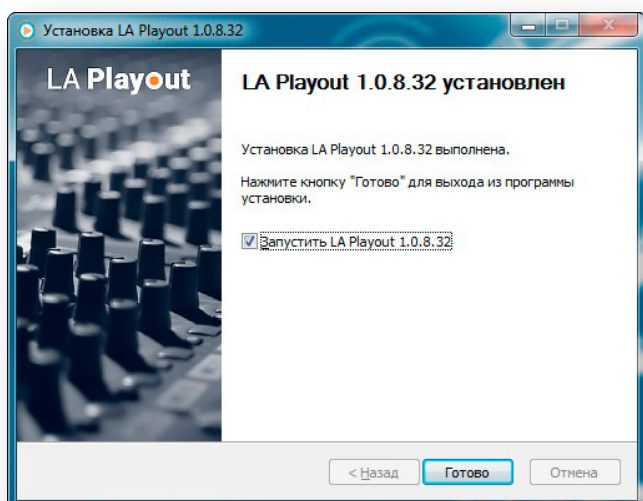 Установка LA Playout 1.0.8.32
LA Playout
LA Playout 1.0.8.32 установлен
Установка LA Playout 1.0.8.32 выполнена.
Нажмите кнопку "Готово" для выхода из программы
установки.
Запустить LA Playout 1.0.8.32
< Назад
Готово
Отмена